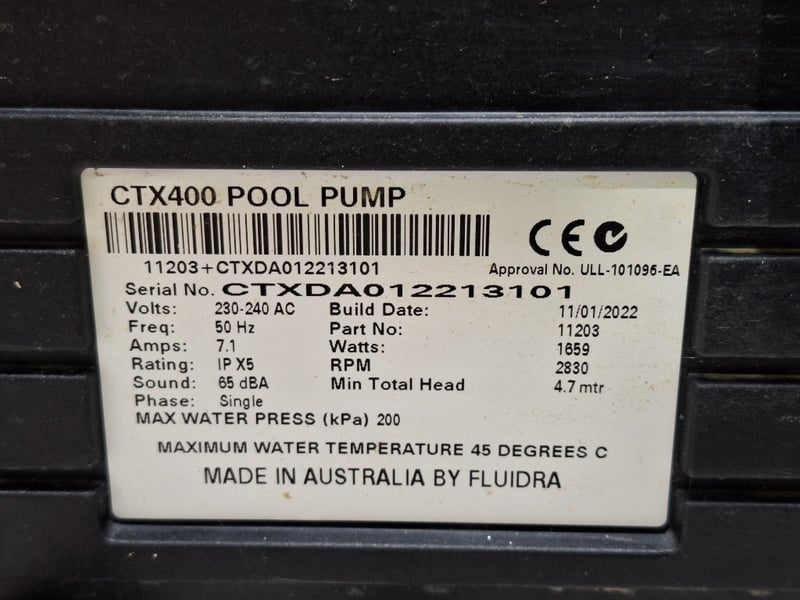 CTX400 POOL PUMP
CE
11203+CTXDA012213101
Approval No. ULL-101096-EA
Serial No. CTXDA012213101
Volts: 230-240 AC Build Date: 11/01/2022
Freq: 50 Hz Part No: 11203
Amps: 7.1 Watts: 1659
Rating: IP X5 RPM 2830
Sound: 65 dBA Min Total Head 4.7 mtr
Phase: Single
MAX WATER PRESS (kPa) 200
MAXIMUM WATER TEMPERATURE 45 DEGREES C
MADE IN AUSTRALIA BY FLUIDRA